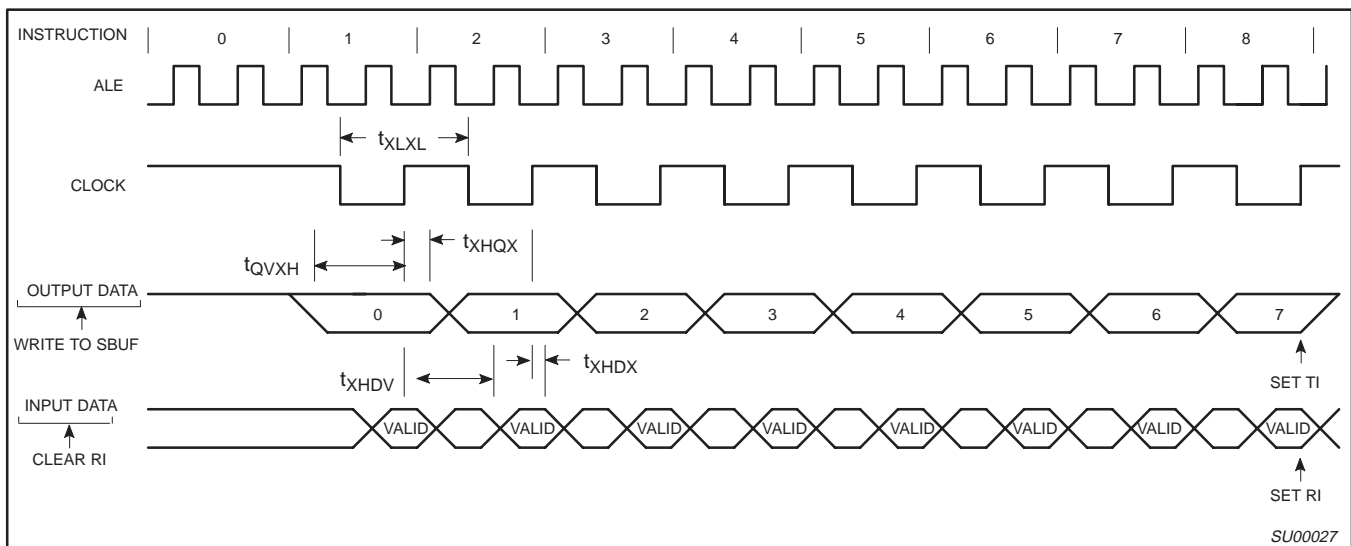 INSTRUCTION 0 1 2 3 4 5 6 7 8
ALE
tXLXL
CLOCK
tXHQX
tQVXH
OUTPUT DATA
0 1 2 3 4 5 6 7
WRITE TO SBUF
tXHDX
tXHDV
SET TI
INPUT DATA
VALID VALID VALID VALID VALID VALID VALID VALID
CLEAR RI
SET RI
SU00027